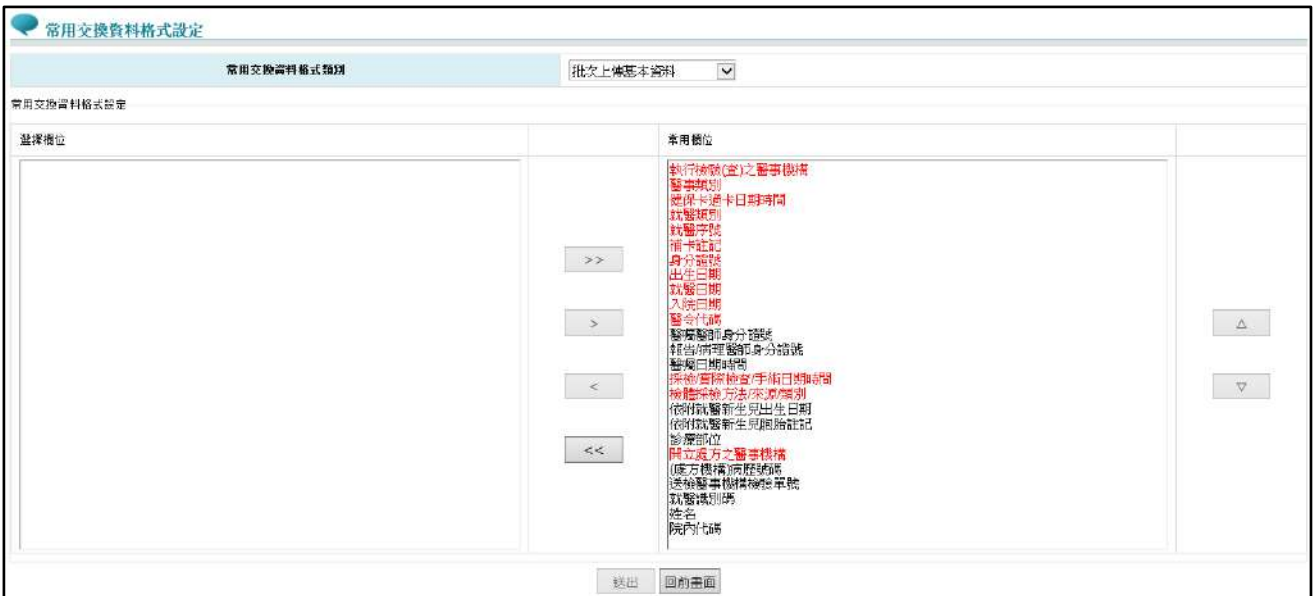 常用交換資料格式設定
常用交換資料格式類別
批次上傳基本資料
常用交換資料格式設定
選擇欄位
常用欄位
執行檢驗(查)之醫事機構
醫事類別
健保卡過卡日期時間
就醫類別
就醫序號
補卡註記
身分證號
出生日期
就醫日期
入院日期
醫令代碼
醫囑醫師身分證號
報告/病理醫師身分證號
醫囑日期時間
採檢/實際檢查/手術日期時間
檢體採檢方法/來源/類別
依附就醫新生兒出生日期
依附就醫新生兒胞胎註記
診療部位
開立處方之醫事機構
(處方機構)病歷號碼
送檢醫事機構檢驗單號
就醫識別碼
姓名
院內代碼
>>
>
<
<<
△
▽
送出
回前畫面